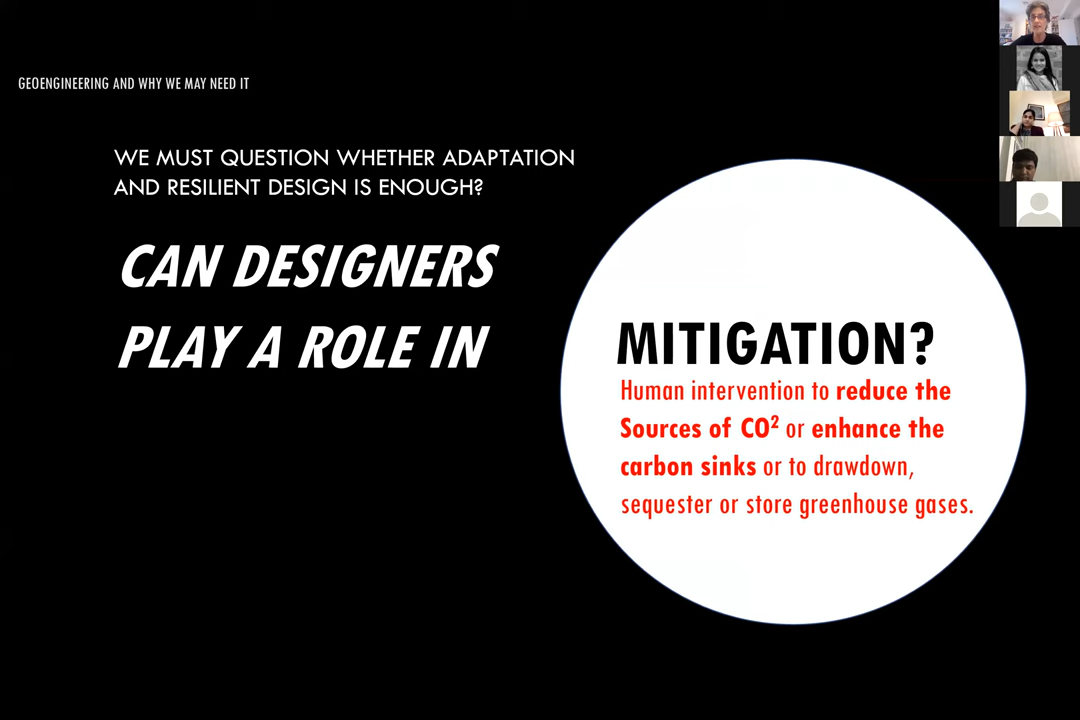 GEOENGINEERING AND WHY WE MAY NEED IT
WE MUST QUESTION WHETHER ADAPTATION
AND RESILIENT DESIGN IS ENOUGH?
CAN DESIGNERS
PLAY A ROLE IN
MITIGATION?
Human intervention to reduce the
Sources of CO² or enhance the
carbon sinks or to drawdown,
sequester or store greenhouse gases.